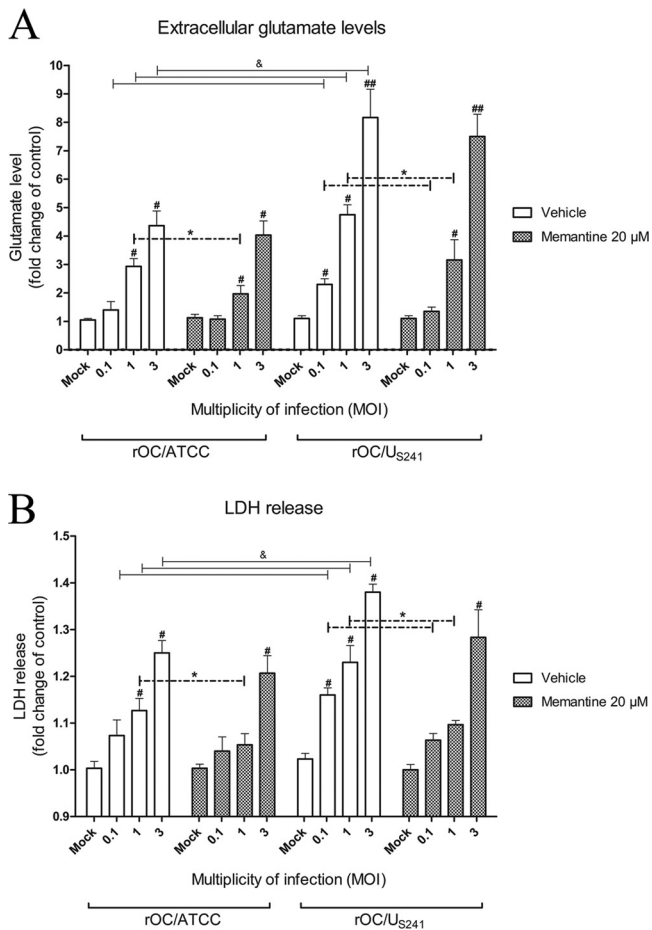 A
Extracellular glutamate levels
&
##
##
*
#
#
*
#
#
#
#
#
Glutamate level
(fold change of control)
10
9
8
7
6
5
4
3
2
1
0
Vehicle
Memantine 20 µM
Mock 0.1 1 3 Mock 0.1 1 3 Mock 0.1 1 3 Mock 0.1 1 3
Multiplicity of infection (MOI)
rOC/ATCC rOC/US241
B
LDH release
&
#
*
#
#
*
#
#
#
#
LDH release
(fold change of control)
1.5
1.4
1.3
1.2
1.1
1.0
0.9
Vehicle
Memantine 20 µM
Mock 0.1 1 3 Mock 0.1 1 3 Mock 0.1 1 3 Mock 0.1 1 3
Multiplicity of infection (MOI)
rOC/ATCC rOC/US241